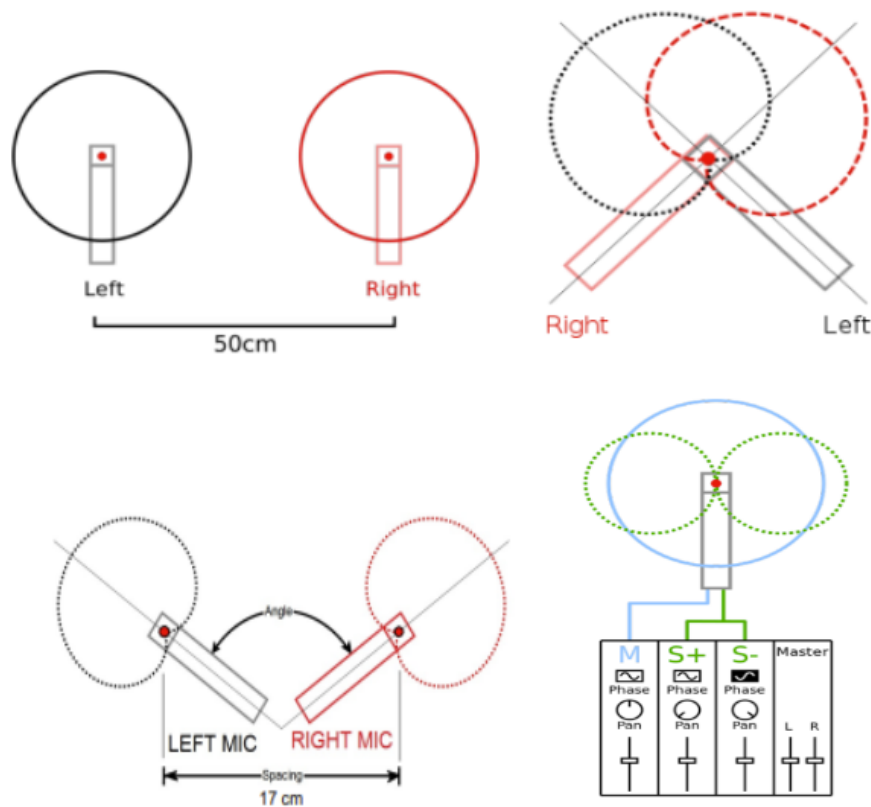 Left
Right
50cm
Right
Left
Angle
LEFT MIC
RIGHT MIC
Spacing
17 cm
M
S+
S-
Master
Phase
Phase
Phase
Pan
Pan
Pan
L
R